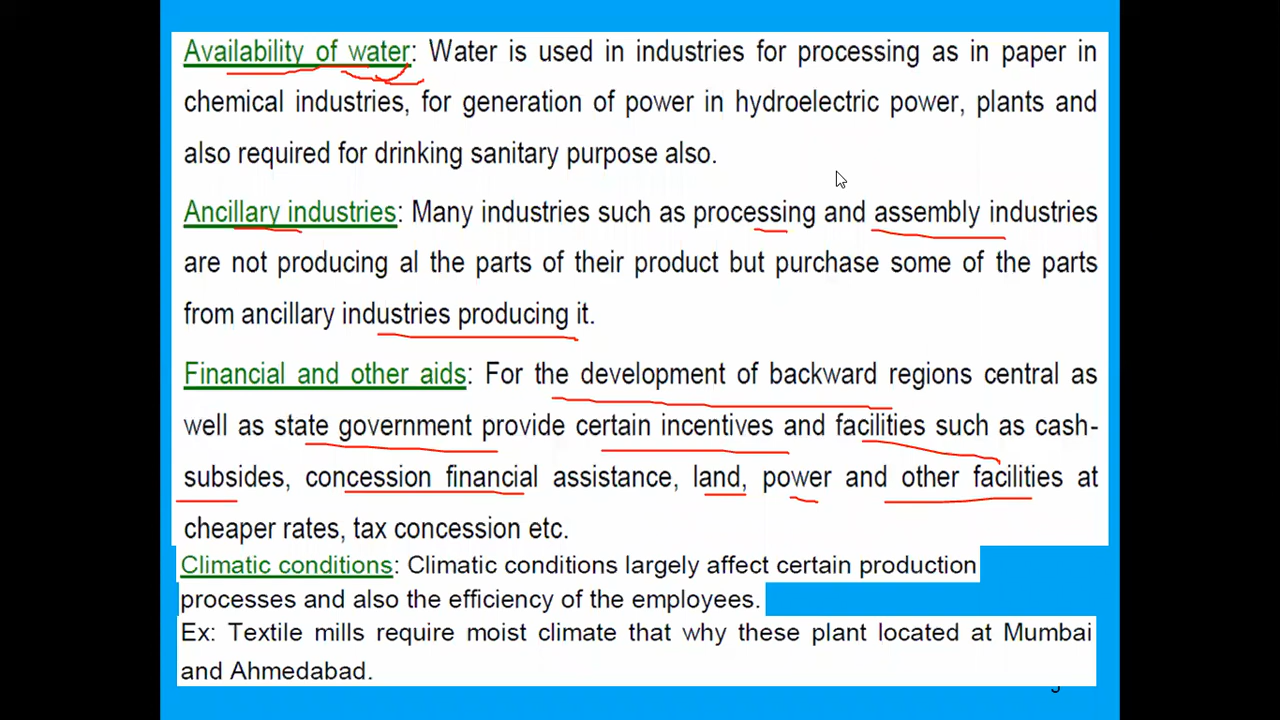 Availability of water: Water is used in industries for processing as in paper in
chemical industries, for generation of power in hydroelectric power, plants and
also required for drinking sanitary purpose also.
Ancillary industries: Many industries such as processing and assembly industries
are not producing al the parts of their product but purchase some of the parts
from ancillary industries producing it.
Financial and other aids: For the development of backward regions central as
well as state government provide certain incentives and facilities such as cash-
subsides, concession financial assistance, land, power and other facilities at
cheaper rates, tax concession etc.
Climatic conditions: Climatic conditions largely affect certain production
processes and also the efficiency of the employees.
Ex: Textile mills require moist climate that why these plant located at Mumbai
and Ahmedabad.